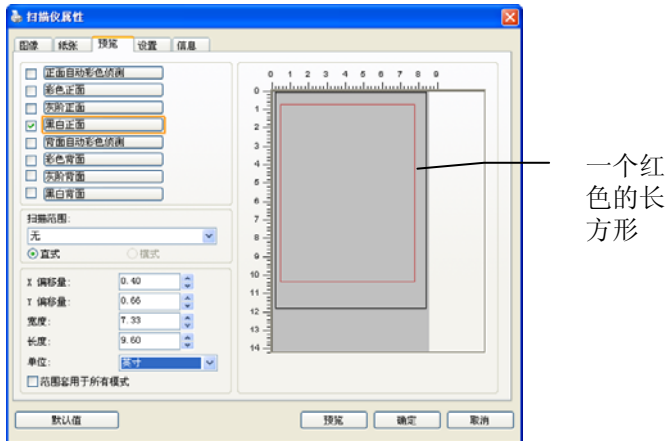 扫描仪属性
图像 纸张 预览 设置 信息
正面自动彩色侦测
彩色正面
灰阶正面
黑白正面
背面自动彩色侦测
彩色背面
灰阶背面
黑白背面
扫描范围:
无
直式 横式
X 偏移量: 0.40
Y 偏移量: 0.66
宽度: 7.33
长度: 9.60
单位: 英寸
范围套用于所有模式
0 1 2 3 4 5 6 7 8 9
0
1
2
3
4
5
6
7
8
9
10
11
12
13
14
一个红
色的长
方形
默认值 预览 确定 取消